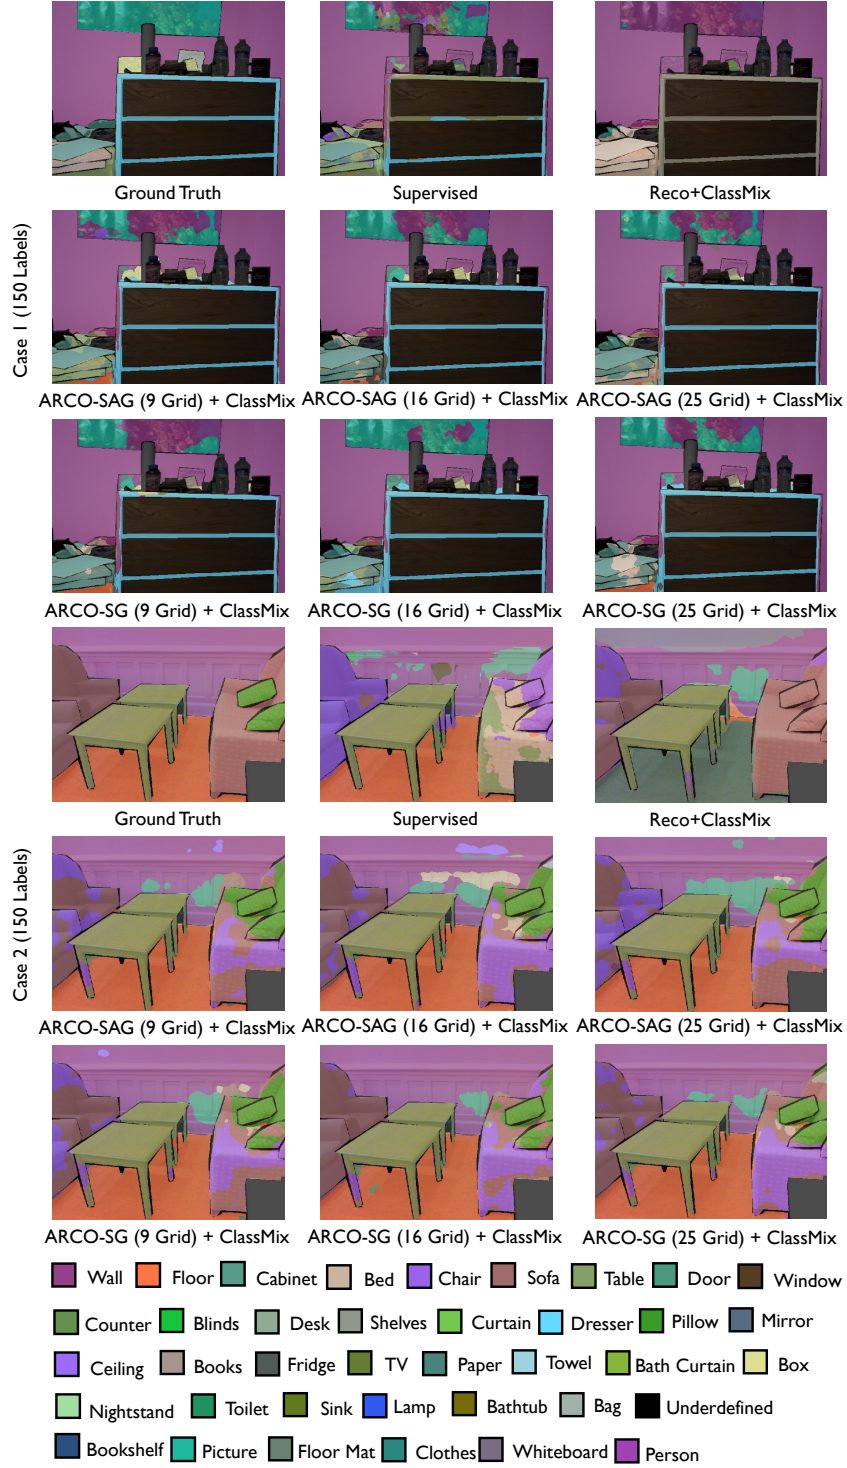 Ground Truth Supervised Reco+ClassMix
Case 1 (150 Labels)
ARCO-SAG (9 Grid) + ClassMix ARCO-SAG (16 Grid) + ClassMix ARCO-SAG (25 Grid) + ClassMix
ARCO-SG (9 Grid) + ClassMix ARCO-SG (16 Grid) + ClassMix ARCO-SG (25 Grid) + ClassMix
Ground Truth Supervised Reco+ClassMix
Case 2 (150 Labels)
ARCO-SAG (9 Grid) + ClassMix ARCO-SAG (16 Grid) + ClassMix ARCO-SAG (25 Grid) + ClassMix
ARCO-SG (9 Grid) + ClassMix ARCO-SG (16 Grid) + ClassMix ARCO-SG (25 Grid) + ClassMix
Wall Floor Cabinet Bed Chair Sofa Table Door Window
Counter Blinds Desk Shelves Curtain Dresser Pillow Mirror
Ceiling Books Fridge TV Paper Towel Bath Curtain Box
Nightstand Toilet Sink Lamp Bathtub Bag Underdefined
Bookshelf Picture Floor Mat Clothes Whiteboard Person